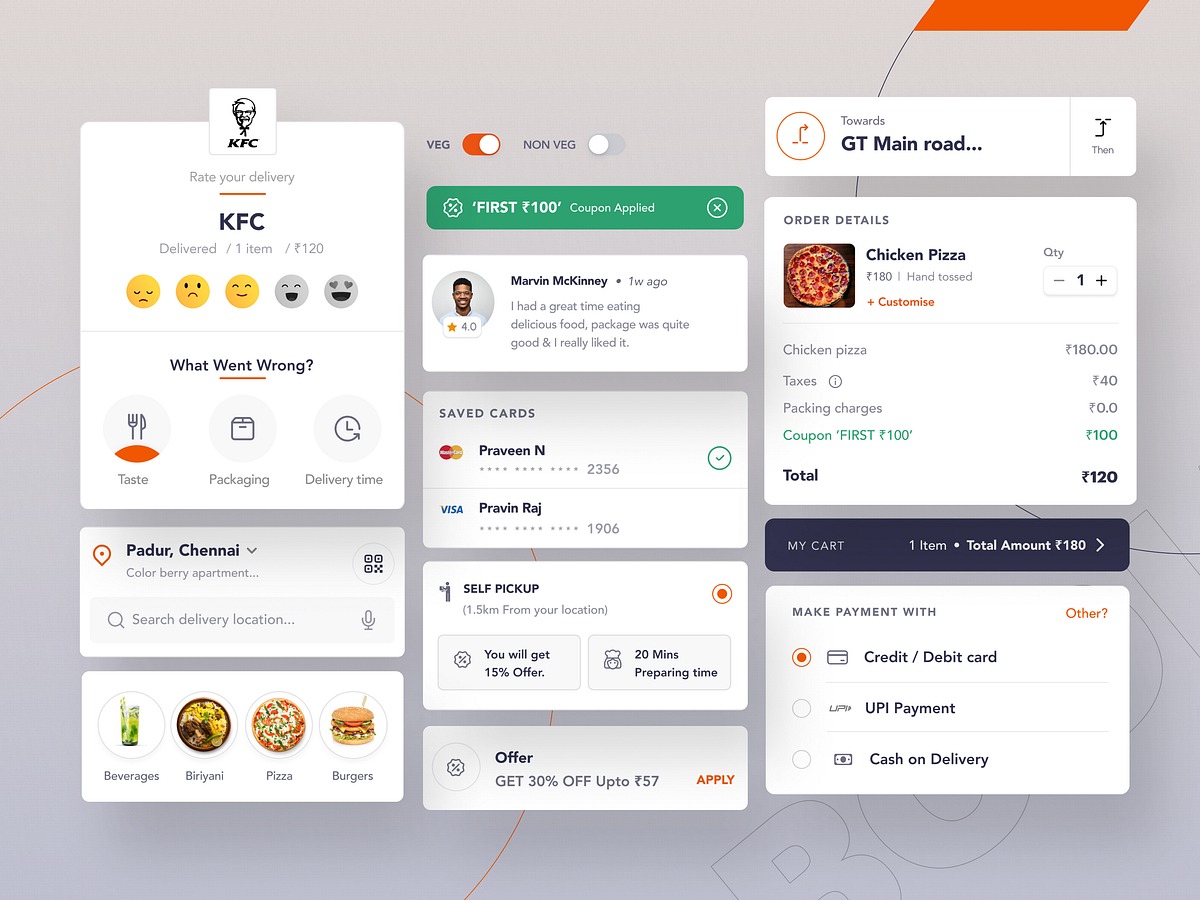 KFC
Rate your delivery
KFC
Delivered / 1 item / ₹120
What Went Wrong?
Taste
Packaging
Delivery time
Padur, Chennai
Color berry apartment...
Search delivery location...
Beverages
Biriyani
Pizza
Burgers
VEG
NON VEG
‘FIRST ₹100’ Coupon Applied
Marvin McKinney • 1w ago
I had a great time eating
delicious food, package was quite
good & I really liked it.
4.0
SAVED CARDS
MasterCard
Praveen N
**** **** **** 2356
VISA
Pravin Raj
**** **** **** 1906
SELF PICKUP
(1.5km From your location)
You will get
15% Offer.
20 Mins
Preparing time
Offer
GET 30% OFF Upto ₹57
APPLY
Towards
GT Main road...
Then
ORDER DETAILS
Chicken Pizza
₹180 | Hand tossed
+ Customise
Qty
− 1 +
Chicken pizza ₹180.00
Taxes ₹40
Packing charges ₹0.0
Coupon ‘FIRST ₹100’ ₹100
Total ₹120
MY CART
1 Item • Total Amount ₹180
MAKE PAYMENT WITH
Other?
Credit / Debit card
UPI
UPI Payment
Cash on Delivery